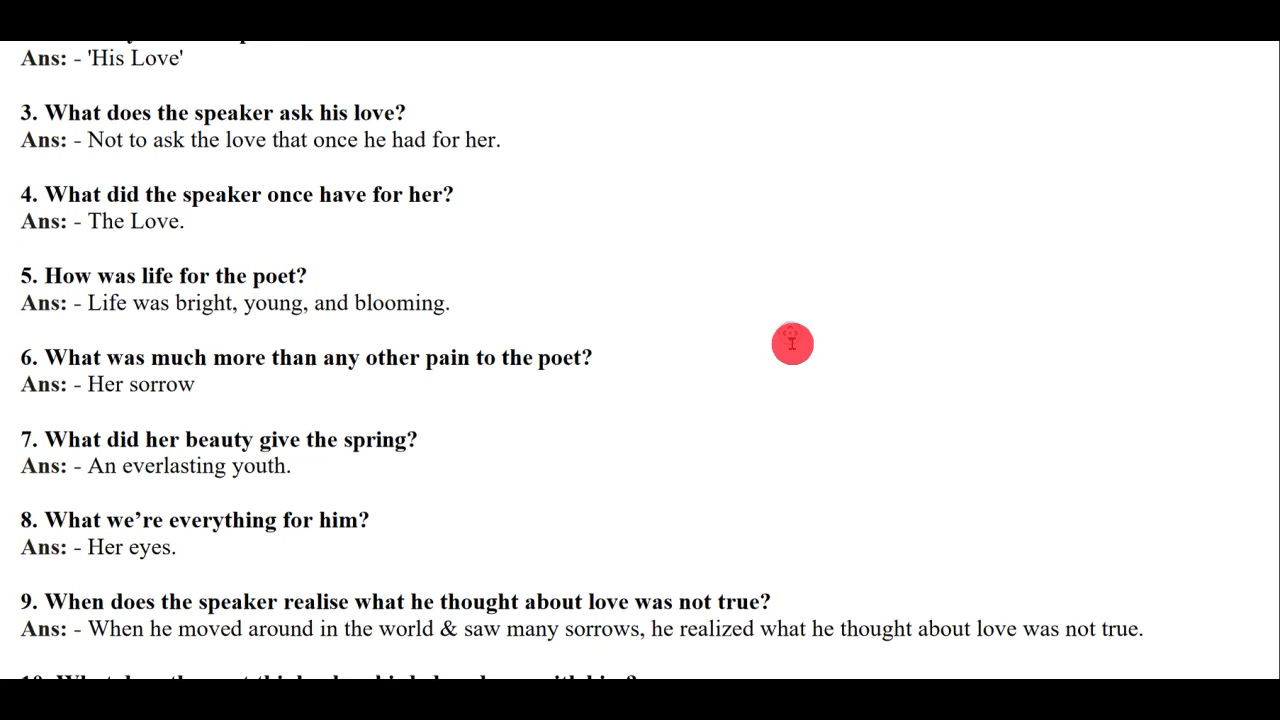 Ans: - 'His Love'
3. What does the speaker ask his love?
Ans: - Not to ask the love that once he had for her.
4. What did the speaker once have for her?
Ans: - The Love.
5. How was life for the poet?
Ans: - Life was bright, young, and blooming.
6. What was much more than any other pain to the poet?
Ans: - Her sorrow
7. What did her beauty give the spring?
Ans: - An everlasting youth.
8. What we’re everything for him?
Ans: - Her eyes.
9. When does the speaker realise what he thought about love was not true?
Ans: - When he moved around in the world & saw many sorrows, he realized what he thought about love was not true.